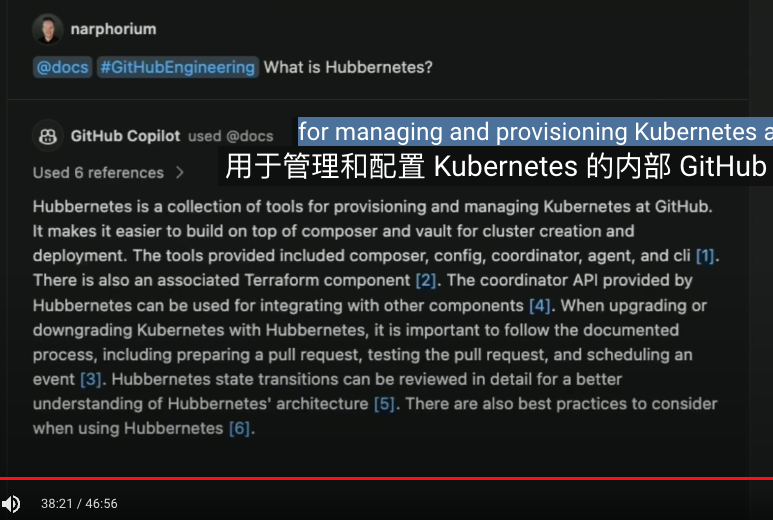 narphorium
@docs #GitHubEngineering What is Hubbernetes?
GitHub Copilot used @docs
for managing and provisioning Kubernetes a
用于管理和配置 Kubernetes 的内部 GitHub
Used 6 references >
Hubbernetes is a collection of tools for provisioning and managing Kubernetes at GitHub.
It makes it easier to build on top of composer and vault for cluster creation and
deployment. The tools provided included composer, config, coordinator, agent, and cli [1].
There is also an associated Terraform component [2]. The coordinator API provided by
Hubbernetes can be used for integrating with other components [4]. When upgrading or
downgrading Kubernetes with Hubbernetes, it is important to follow the documented
process, including preparing a pull request, testing the pull request, and scheduling an
event [3]. Hubbernetes state transitions can be reviewed in detail for a better
understanding of Hubbernetes' architecture [5]. There are also best practices to consider
when using Hubbernetes [6].
38:21 / 46:56